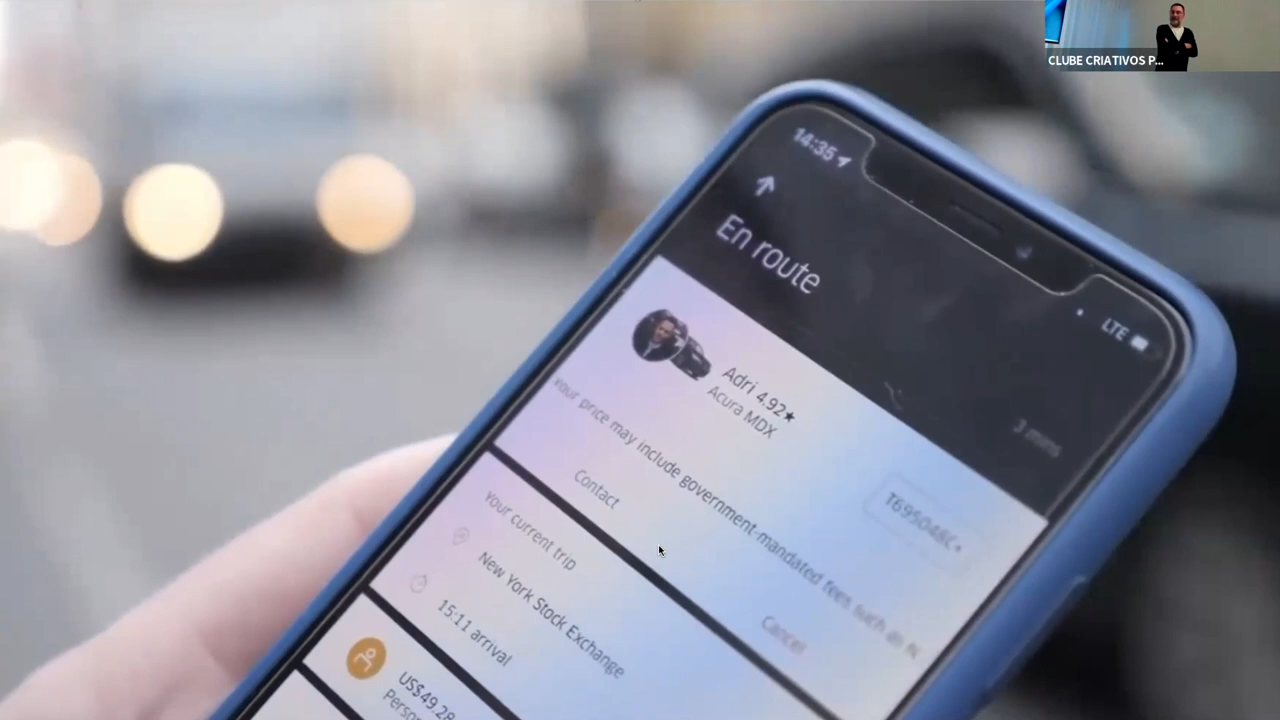 CLUBE CRIATIVOS P...
14:35
LTE
En route
3 mins
Adri 4.92★
Acura MDX
Your price may include government-mandated fees, such as N.
Contact
Cancel
Your current trip
New York Stock Exchange
15:11 arrival
US$49.28